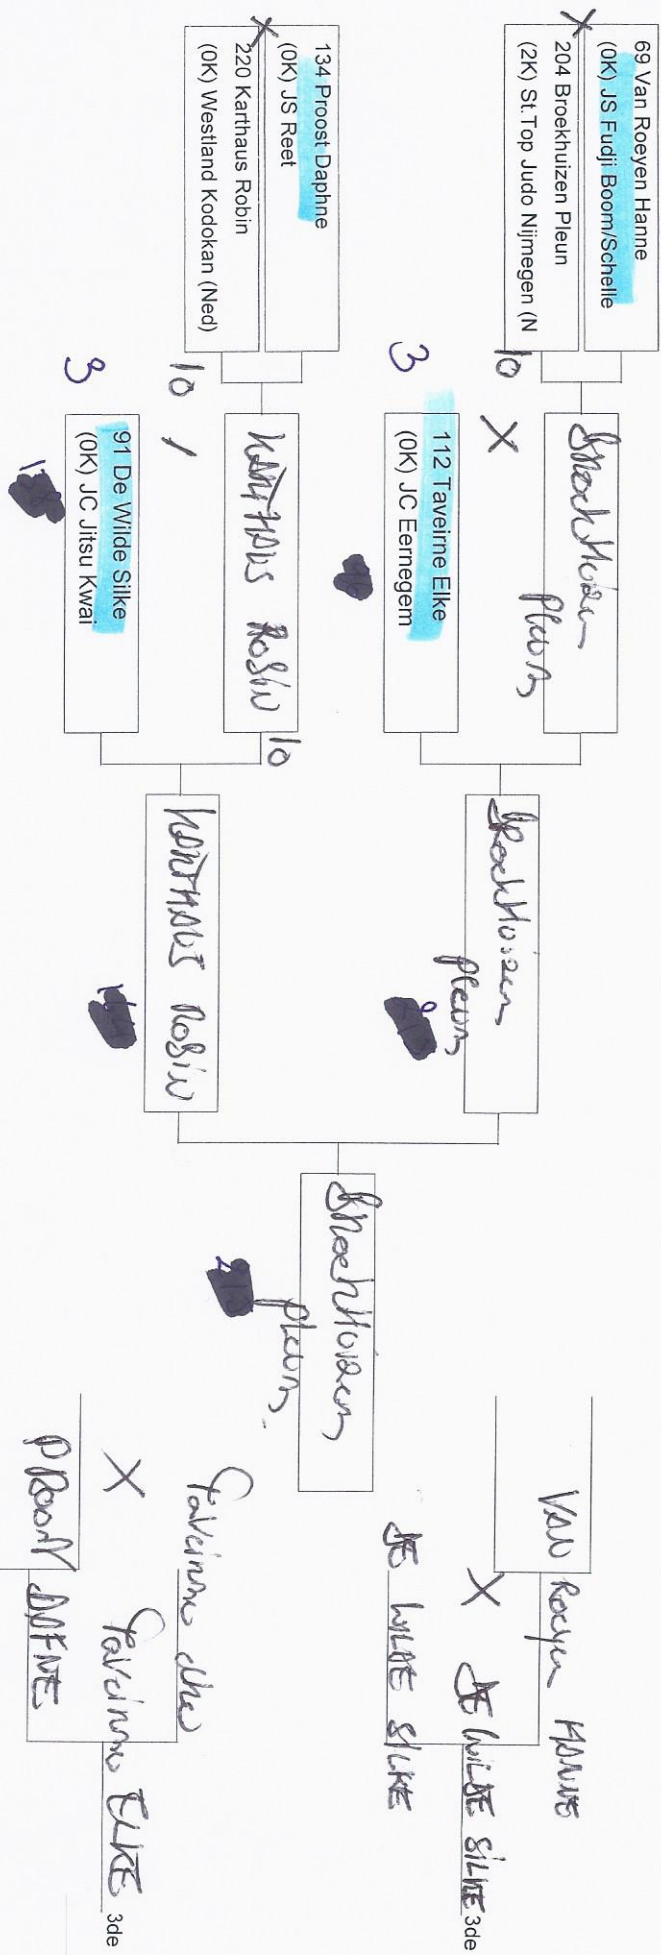 69 Van Roeyen Hanne
(0K) JS Fudji Boom/Schelle
204 Broekhuizen Pleun
(2K) St.Top Judo Nijmegen (N
10
134 Proost Daphne
(0K) JS Reet
220 Karthaus Robin
(0K) Westland Kodokan (Ned)
10
BroekHuizen
Pleun
X
112 Taveirne Elke
(0K) JC Eernegem
3
KARTHAUS ROBIN
10
91 De Wilde Silke
(0K) JC Jitsu Kwai
3
BroekHuizen
Pleun
KARTHAUS ROBIN
BroekHuizen
Pleun
VAN Roeyen HANNE
X DE WILDE SILKE 3de
DE WILDE SILKE
Taveirne Elke
X Taveirne ELKE 3de
PROOST DAFNE